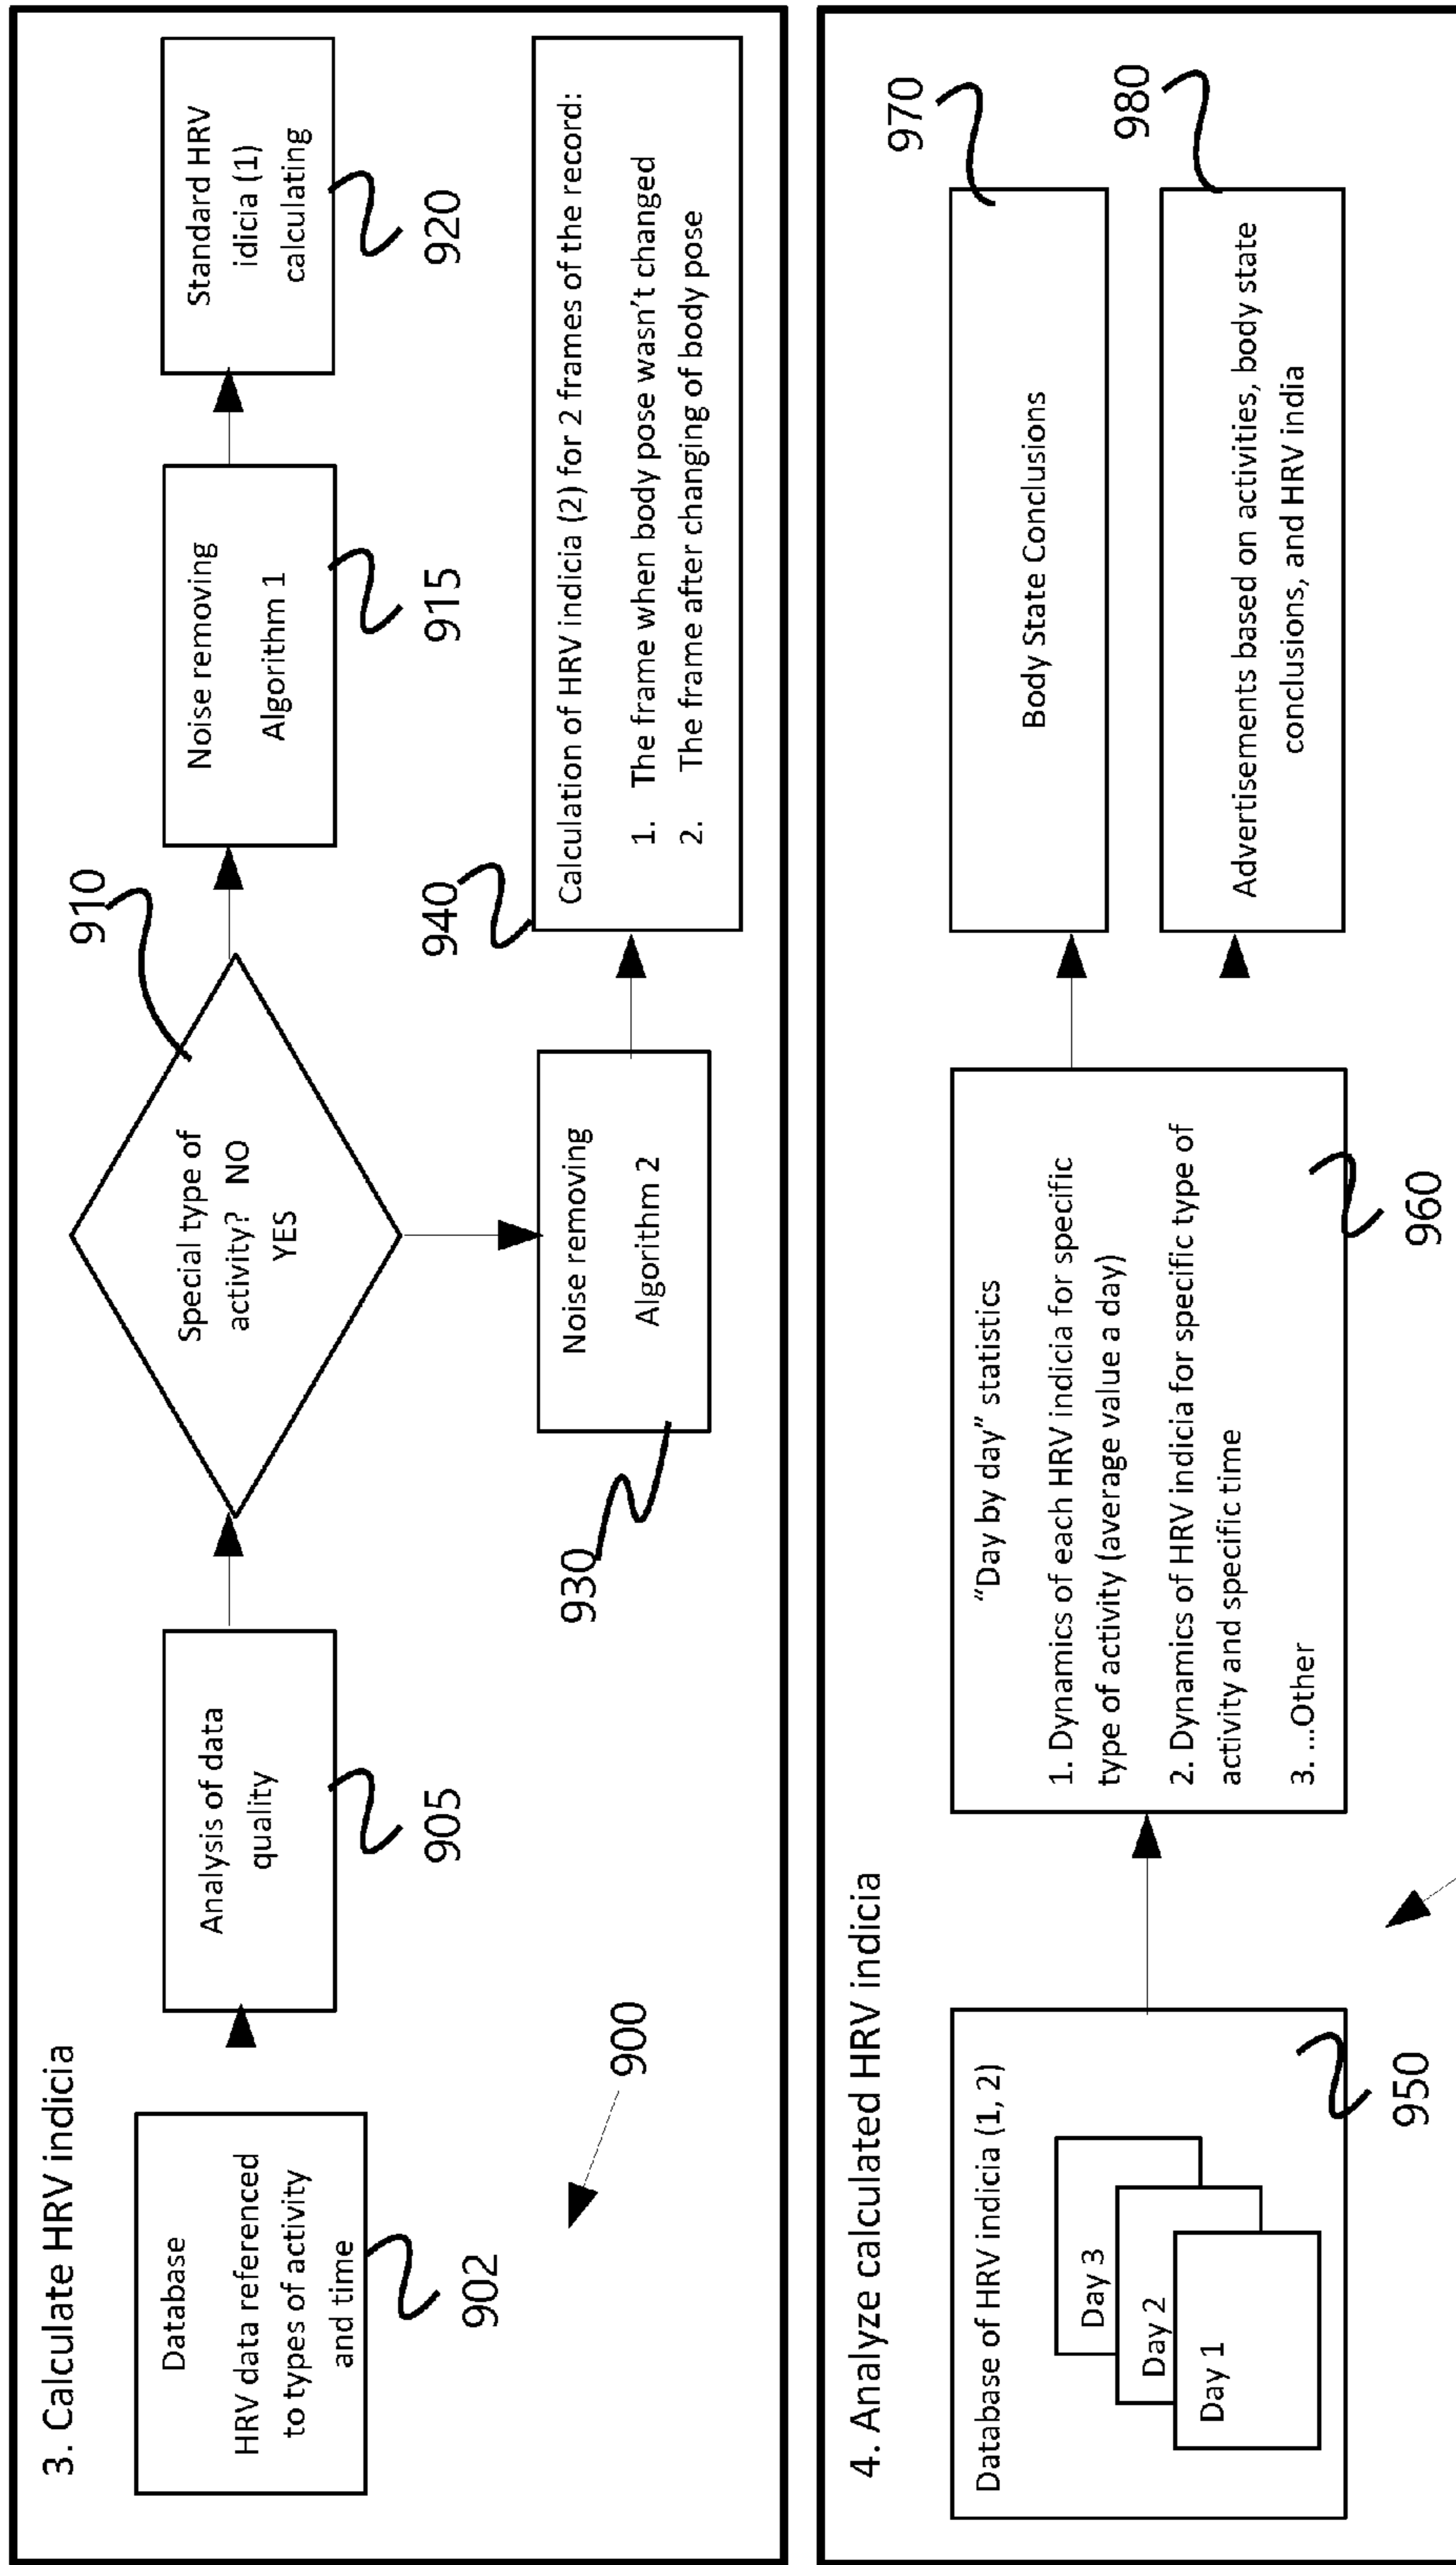 3. Calculate HRV indicia
Database
HRV data referenced
to types of activity
and time
902
900
Analysis of data
quality
905
Special type of
activity? NO
YES
910
Noise removing
Algorithm 1
915
Standard HRV
idicia (1)
calculating
920
Noise removing
Algorithm 2
930
940
Calculation of HRV indicia (2) for 2 frames of the record:
1. The frame when body pose wasn't changed
2. The frame after changing of body pose
4. Analyze calculated HRV indicia
Database of HRV indicia (1, 2)
Day 3
Day 2
Day 1
950
“Day by day” statistics
1. Dynamics of each HRV indicia for specific
type of activity (average value a day)
2. Dynamics of HRV indicia for specific type of
activity and specific time
3. ...Other
960
Body State Conclusions
970
Advertisements based on activities, body state
conclusions, and HRV india
980